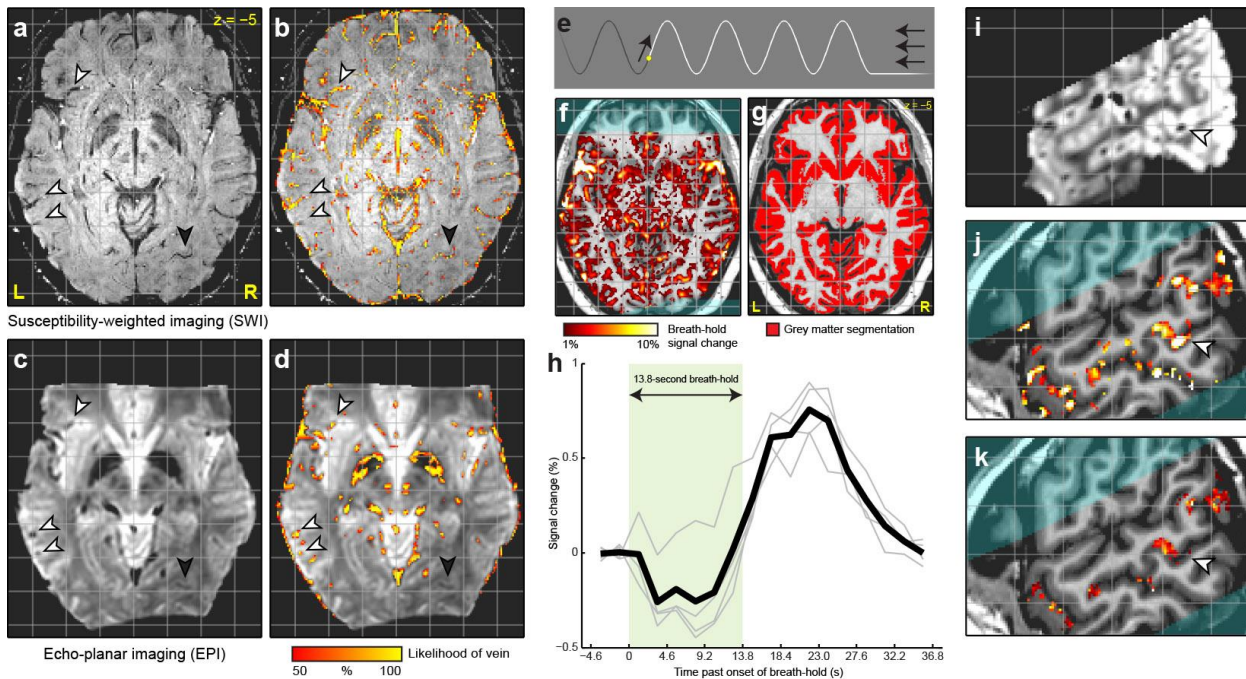 a
z = −5
b
L
R
Susceptibility-weighted imaging (SWI)
c
d
Echo-planar imaging (EPI)
50 % 100
Likelihood of vein
e
f
g
z = −5
L
R
1% 10%
Breath-hold
signal change
Grey matter segmentation
h
1
0.5
0
−0.5
Signal change (%)
13.8-second breath-hold
-4.6 0 4.6 9.2 13.8 18.4 23.0 27.6 32.2 36.8
Time past onset of breath-hold (s)
i
j
k